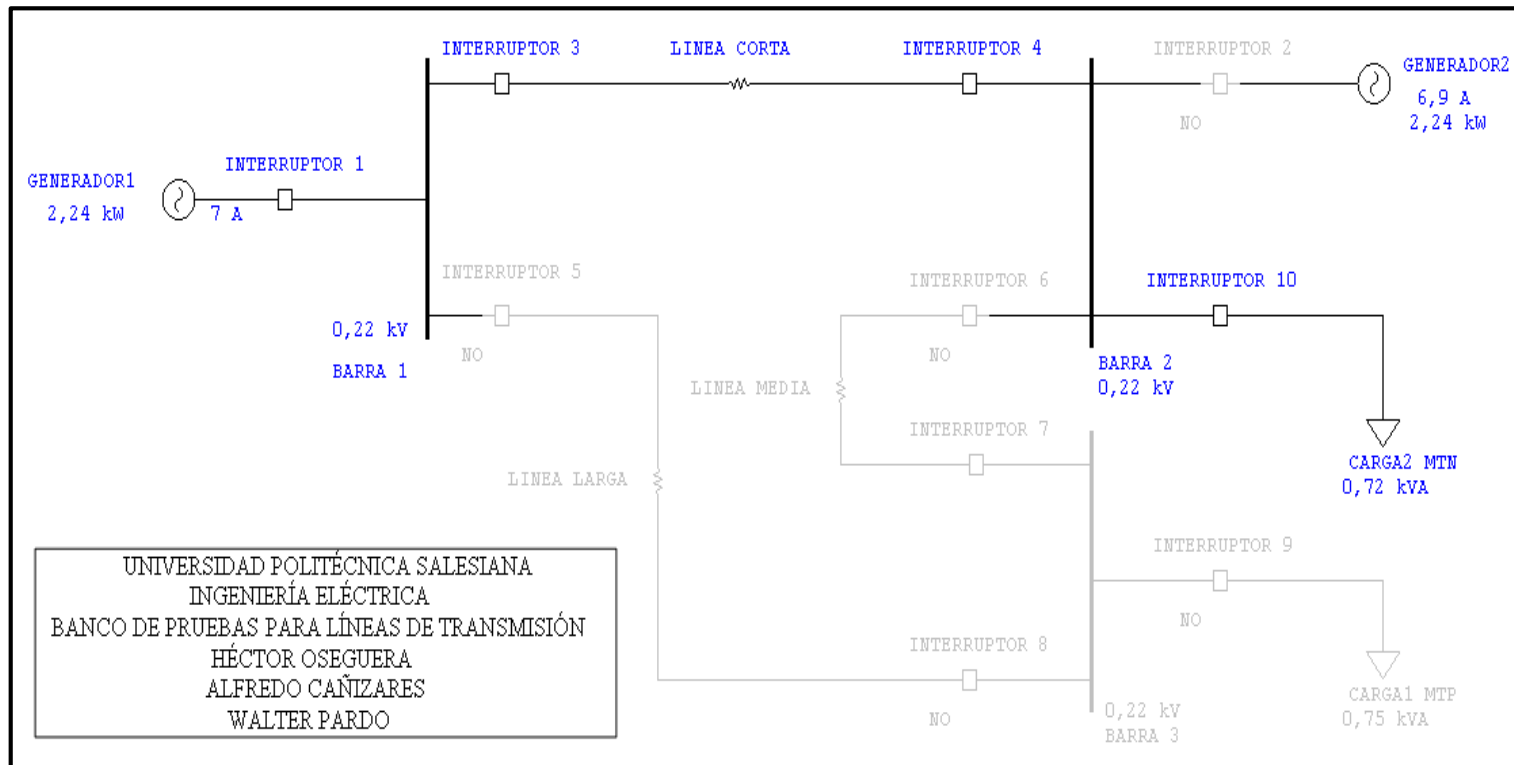 INTERRUPTOR 3
LINEA CORTA
INTERRUPTOR 4
INTERRUPTOR 2
NO
GENERADOR2
6,9 A
2,24 kW
INTERRUPTOR 1
GENERADOR1
2,24 kW
7 A
INTERRUPTOR 5
NO
0,22 kV
BARRA 1
INTERRUPTOR 6
NO
INTERRUPTOR 10
BARRA 2
0,22 kV
LINEA MEDIA
INTERRUPTOR 7
LINEA LARGA
CARGA2 MTN
0,72 kVA
INTERRUPTOR 9
NO
INTERRUPTOR 8
NO
0,22 kV
BARRA 3
CARGA1 MTP
0,75 kVA
UNIVERSIDAD POLITÉCNICA SALESIANA
INGENIERÍA ELÉCTRICA
BANCO DE PRUEBAS PARA LÍNEAS DE TRANSMISIÓN
HÉCTOR OSEGUERA
ALFREDO CAÑIZARES
WALTER PARDO